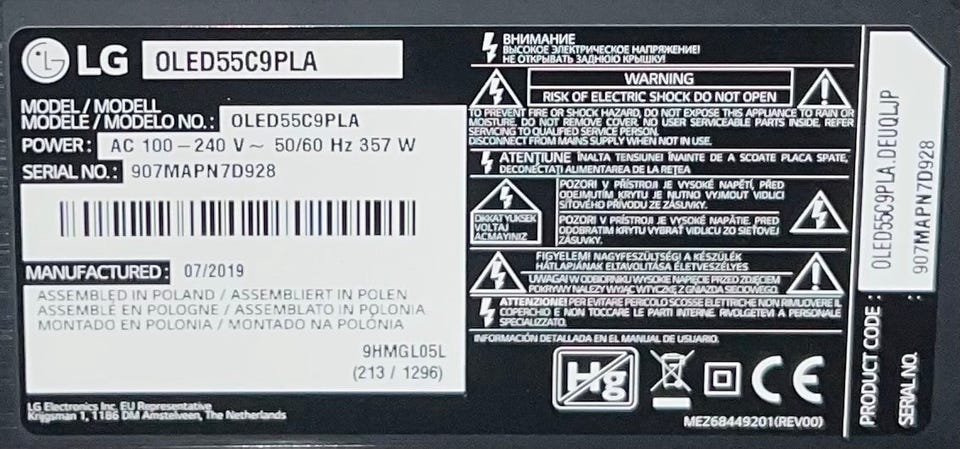 LG OLED55C9PLA
MODEL / MODELL
MODELE / MODELO NO. : OLED55C9PLA
POWER : AC 100 – 240 V ~ 50/60 Hz 357 W
SERIAL NO. : 907MAPN7D928
MANUFACTURED : 07/2019
ASSEMBLED IN POLAND / ASSEMBLIERT IN POLEN
ASSEMBLÉ EN POLOGNE / ASSEMBLATO IN POLONIA
MONTADO EN POLONIA / MONTADO NA POLÓNIA
9HMGL05L
(213 / 1296)
LG Electronics Inc. EU Representative
Krijgsman 1, 1186 DM Amstelveen, The Netherlands
ВНИМАНИЕ
ВЫСОКОЕ ЭЛЕКТРИЧЕСКОЕ НАПРЯЖЕНИЕ!
НЕ ОТКРЫВАТЬ ЗАДНЮЮ КРЫШКУ!
WARNING
RISK OF ELECTRIC SHOCK DO NOT OPEN
TO PREVENT FIRE OR SHOCK HAZARD, DO NOT EXPOSE THIS APPLIANCE TO RAIN OR
MOISTURE. DO NOT REMOVE COVER. NO USER SERVICEABLE PARTS INSIDE, REFER
SERVICING TO QUALIFIED SERVICE PERSON.
DISCONNECT FROM MAINS SUPPLY WHEN NOT IN USE.
ATENŢIUNE ÎNALTA TENSIUNE! ÎNAINTE DE A SCOATE PLACA SPATE,
DECONECTAŢI ALIMENTAREA DE LA REŢEA
DIKKATYUKSEK
VOLTAJ
ACMAYINIZ
POZOR! V PŘÍSTROJI JE VYSOKÉ NAPĚTÍ, PŘED
ODEJMUTÍM KRYTU JE NUTNO VYJMOUT VIDLICI
SÍŤOVÉHO PŘÍVODU ZE ZÁSUVKY.
POZOR! V PRÍSTROJI JE VYSOKÉ NAPÄTIE. PRED
ODOBRATÍM KRYTU VYBRAŤ VIDLICU ZO SIEŤOVEJ
ZÁSUVKY.
FIGYELEM! NAGYFESZÜLTSÉG! A KÉSZÜLÉK
HÁTLAPJÁNAK ELTÁVOLÍTÁSA ÉLETVESZÉLYES
UWAGA! GDY ODBIORNIKU WYSOKIE NAPIĘCIE PRZED ZDJĘCIEM
POKRYWY NALEŻY WYJĄĆ WTYCZKĘ Z GNIAZDA SIECIOWEGO
ATTENZIONE! PER EVITARE PERICOLO SCOSSE ELETTRICHE NON RIMUOVERE IL
COPERCHIO E NON TOCCARE LE PARTI INTERNE. RIVOLGETEVI A PERSONALE
SPECIALIZZATO.
INFORMACIÓN DETALLADA EN EL MANUAL DE USUARIO.
Hg
CE
MEZ68449201(REV00)
PRODUCT CODE : OLED55C9PLA.DEUQLJP
SERIAL NO. : 907MAPN7D928